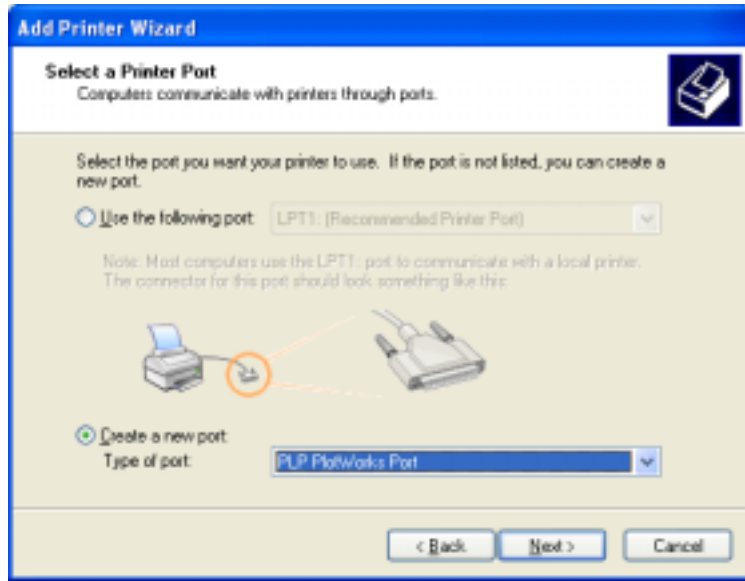 Add Printer Wizard
Select a Printer Port
Computers communicate with printers through ports.
Select the port you want your printer to use. If the port is not listed, you can create a
new port.
Use the following port: LPT1: (Recommended Printer Port)
Note: Most computers use the LPT1: port to communicate with a local printer.
The connector for this port should look something like this:
Create a new port:
Type of port: PLP PlotWorks Port
< Back Next > Cancel